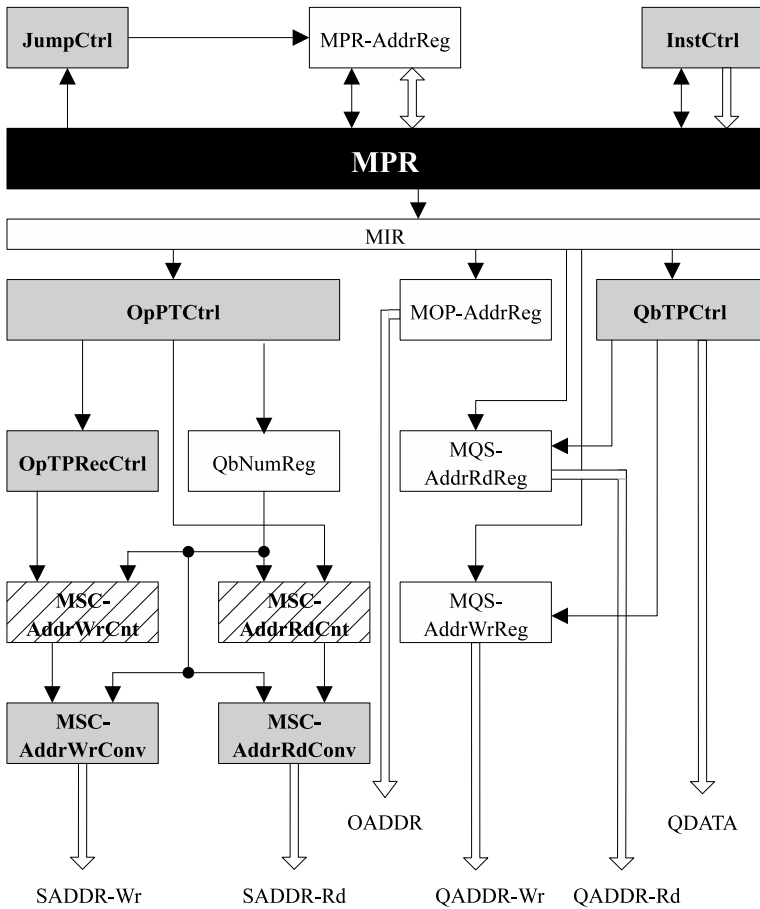 JumpCtrl
MPR-AddrReg
InstCtrl
MPR
MIR
OpPTCtrl
MOP-AddrReg
QbTPCtrl
OpTPRecCtrl
QbNumReg
MQS-
AddrRdReg
MSC-
AddrWrCnt
MSC-
AddrRdCnt
MQS-
AddrWrReg
MSC-
AddrWrConv
MSC-
AddrRdConv
OADDR
QDATA
SADDR-Wr
SADDR-Rd
QADDR-Wr
QADDR-Rd